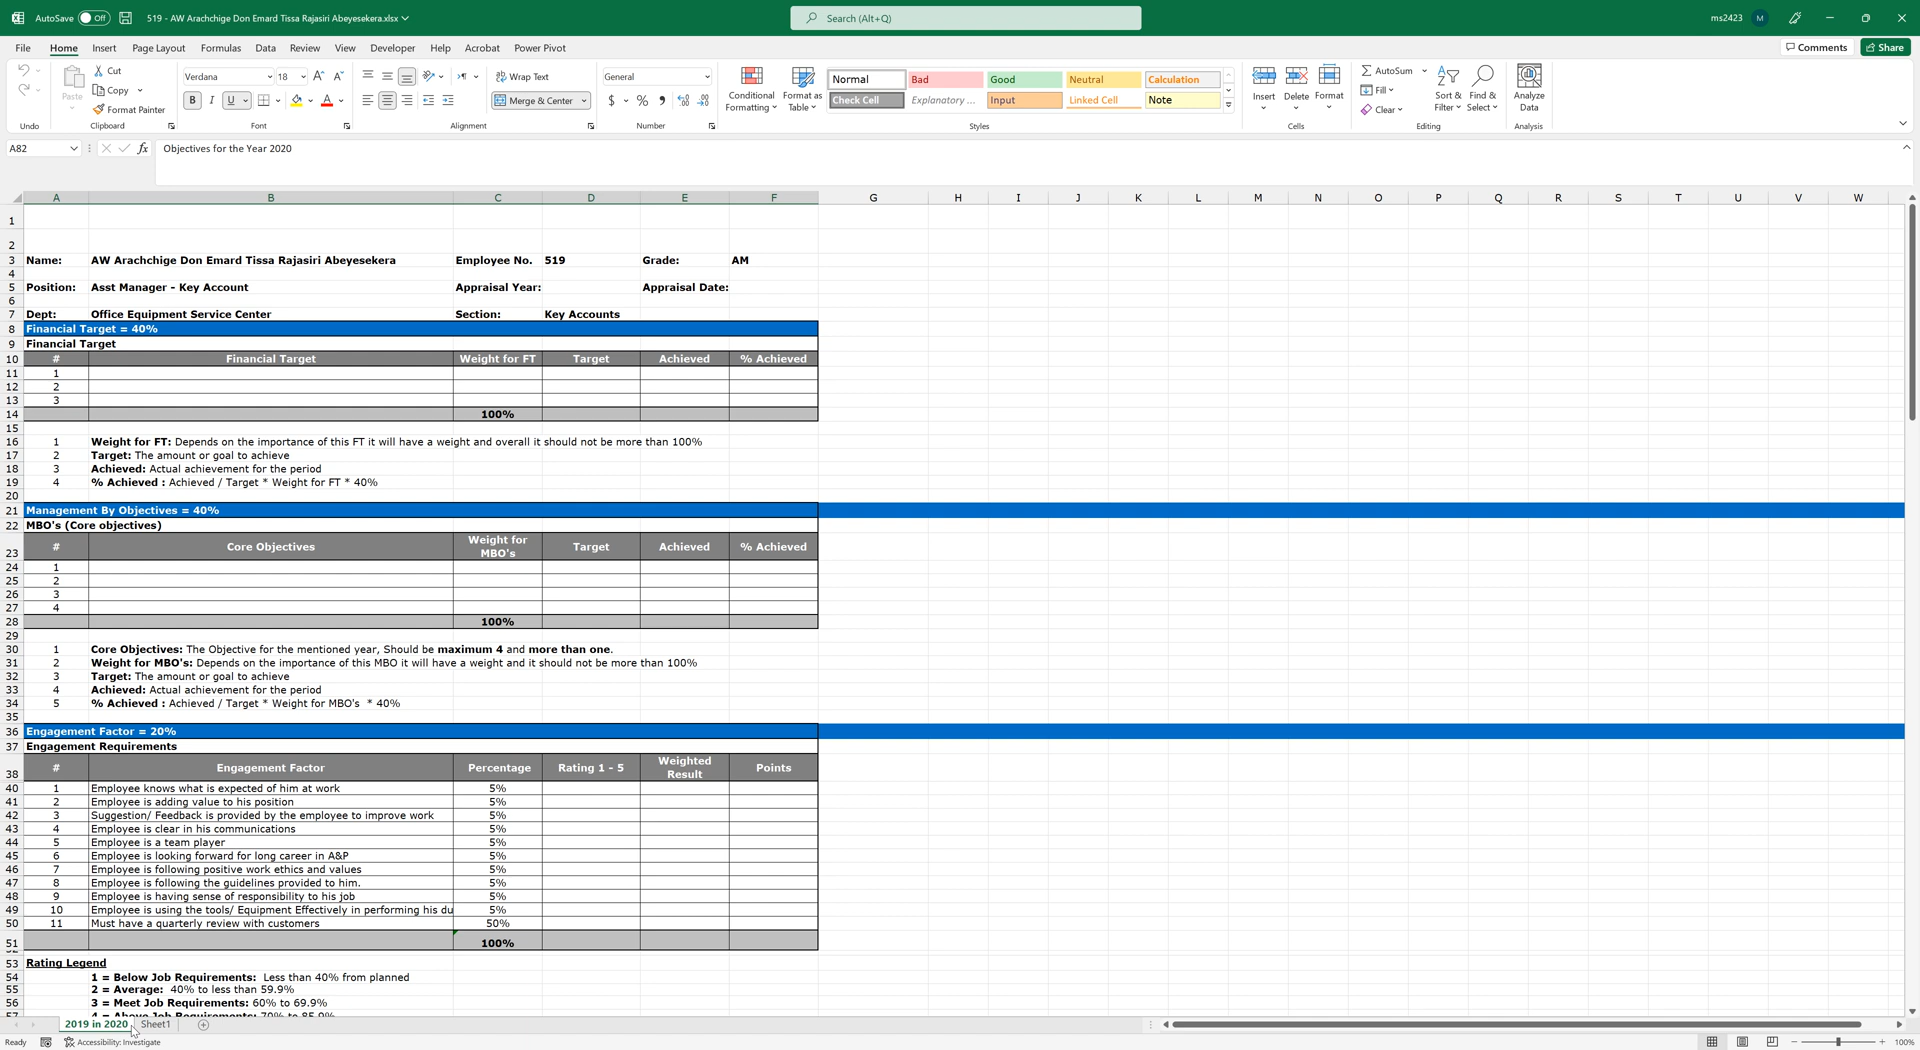 AutoSave Off 519 - AW Arachchige Don Emard Tissa Rajasiri Abeyesekera.xlsx Search (Alt+Q) ms2423 M
File Home Insert Page Layout Formulas Data Review View Developer Help Acrobat Power Pivot Comments Share
Paste Cut Copy Format Painter
Verdana 18 A^ Aˇ B I U A
Wrap Text Merge & Center
General $ % 9
Conditional Formatting Format as Table
Normal Bad Good Neutral Calculation
Check Cell Explanatory ... Input Linked Cell Note
Insert Delete Format
AutoSum Fill Clear Sort & Filter Find & Select
Analyze Data
Undo Clipboard Font Alignment Number Styles Cells Editing Analysis
A82 fx Objectives for the Year 2020
A B C D E F G H I J K L M N O P Q R S T U V W
1
2
3 Name: AW Arachchige Don Emard Tissa Rajasiri Abeyesekera Employee No. 519 Grade: AM
4
5 Position: Asst Manager - Key Account Appraisal Year: Appraisal Date:
6
7 Dept: Office Equipment Service Center Section: Key Accounts
8 Financial Target = 40%
9 Financial Target
10 # Financial Target Weight for FT Target Achieved % Achieved
11 1
12 2
13 3
14 100%
15
16 1 Weight for FT: Depends on the importance of this FT it will have a weight and overall it should not be more than 100%
17 2 Target: The amount or goal to achieve
18 3 Achieved: Actual achievement for the period
19 4 % Achieved : Achieved / Target * Weight for FT * 40%
20
21 Management By Objectives = 40%
22 MBO's (Core objectives)
23 # Core Objectives Weight for MBO's Target Achieved % Achieved
24 1
25 2
26 3
27 4
28 100%
29
30 1 Core Objectives: The Objective for the mentioned year, Should be maximum 4 and more than one.
31 2 Weight for MBO's: Depends on the importance of this MBO it will have a weight and it should not be more than 100%
32 3 Target: The amount or goal to achieve
33 4 Achieved: Actual achievement for the period
34 5 % Achieved : Achieved / Target * Weight for MBO's * 40%
35
36 Engagement Factor = 20%
37 Engagement Requirements
38 # Engagement Factor Percentage Rating 1 - 5 Weighted Result Points
40 1 Employee knows what is expected of him at work 5%
41 2 Employee is adding value to his position 5%
42 3 Suggestion/ Feedback is provided by the employee to improve work 5%
43 4 Employee is clear in his communications 5%
44 5 Employee is a team player 5%
45 6 Employee is looking forward for long career in A&P 5%
46 7 Employee is following positive work ethics and values 5%
47 8 Employee is following the guidelines provided to him. 5%
48 9 Employee is having sense of responsibility to his job 5%
49 10 Employee is using the tools/ Equipment Effectively in performing his du 5%
50 11 Must have a quarterly review with customers 50%
51 100%
53 Rating Legend
54 1 = Below Job Requirements: Less than 40% from planned
55 2 = Average: 40% to less than 59.9%
56 3 = Meet Job Requirements: 60% to 69.9%
57 4 = Above Job Requirements: 70% to 85.9%
2019 in 2020 Sheet1
Ready Accessibility: Investigate 100%